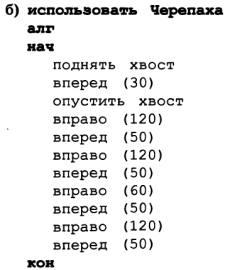 б) использовать Черепаха
алг
нач
поднять хвост
вперед (30)
опустить хвост
вправо (120)
вперед (50)
вправо (120)
вперед (50)
вправо (60)
вперед (50)
вправо (120)
вперед (50)
кон